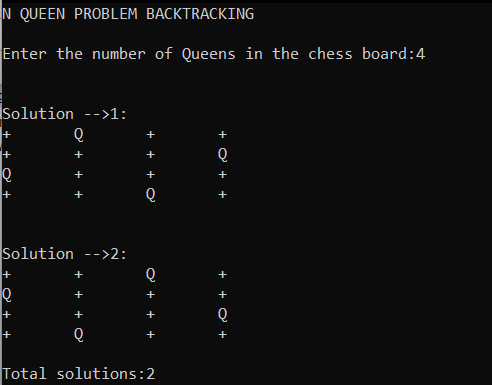 N QUEEN PROBLEM BACKTRACKING
Enter the number of Queens in the chess board:4
Solution -->1:
+ Q + +
+ + + Q
Q + + +
+ + Q +
Solution -->2:
+ + Q +
Q + + +
+ + + Q
+ Q + +
Total solutions:2